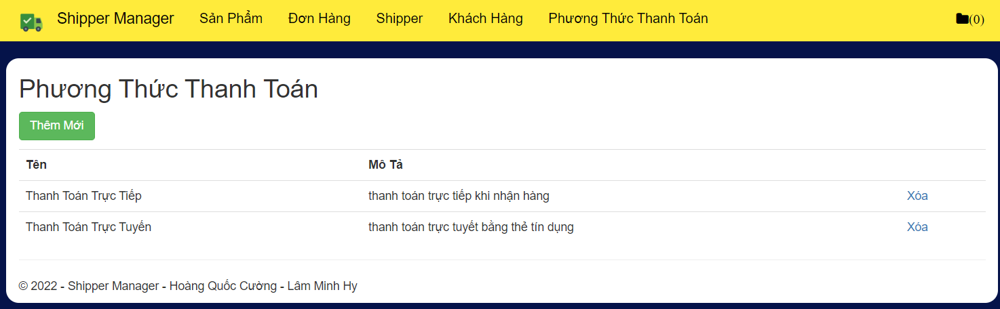 Shipper Manager Sản Phẩm Đơn Hàng Shipper Khách Hàng Phương Thức Thanh Toán (0)
Phương Thức Thanh Toán
Thêm Mới
Tên Mô Tả
Thanh Toán Trực Tiếp thanh toán trực tiếp khi nhận hàng Xóa
Thanh Toán Trực Tuyến thanh toán trực tuyết bằng thẻ tín dụng Xóa
© 2022 - Shipper Manager - Hoàng Quốc Cường - Lâm Minh Hy